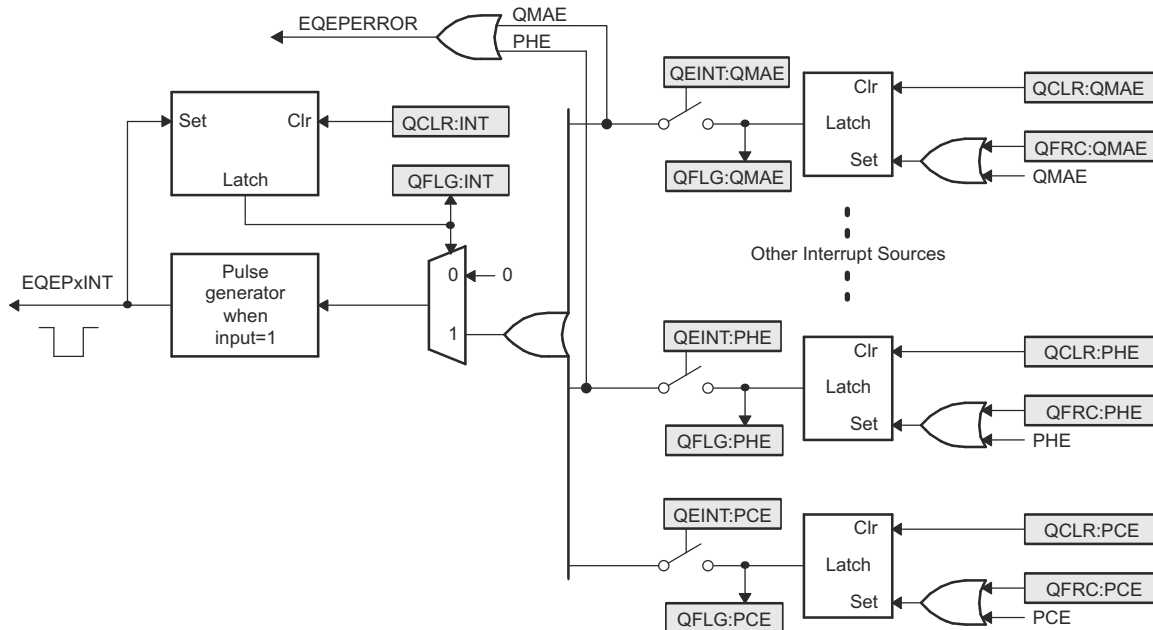 EQEPERROR
QMAE
PHE
Set
Clr
Latch
QCLR:INT
QFLG:INT
EQEPxINT
Pulse
generator
when
input=1
0
0
1
QEINT:QMAE
QFLG:QMAE
Clr
Latch
Set
QCLR:QMAE
QFRC:QMAE
QMAE
Other Interrupt Sources
QEINT:PHE
QFLG:PHE
Clr
Latch
Set
QCLR:PHE
QFRC:PHE
PHE
QEINT:PCE
QFLG:PCE
Clr
Latch
Set
QCLR:PCE
QFRC:PCE
PCE